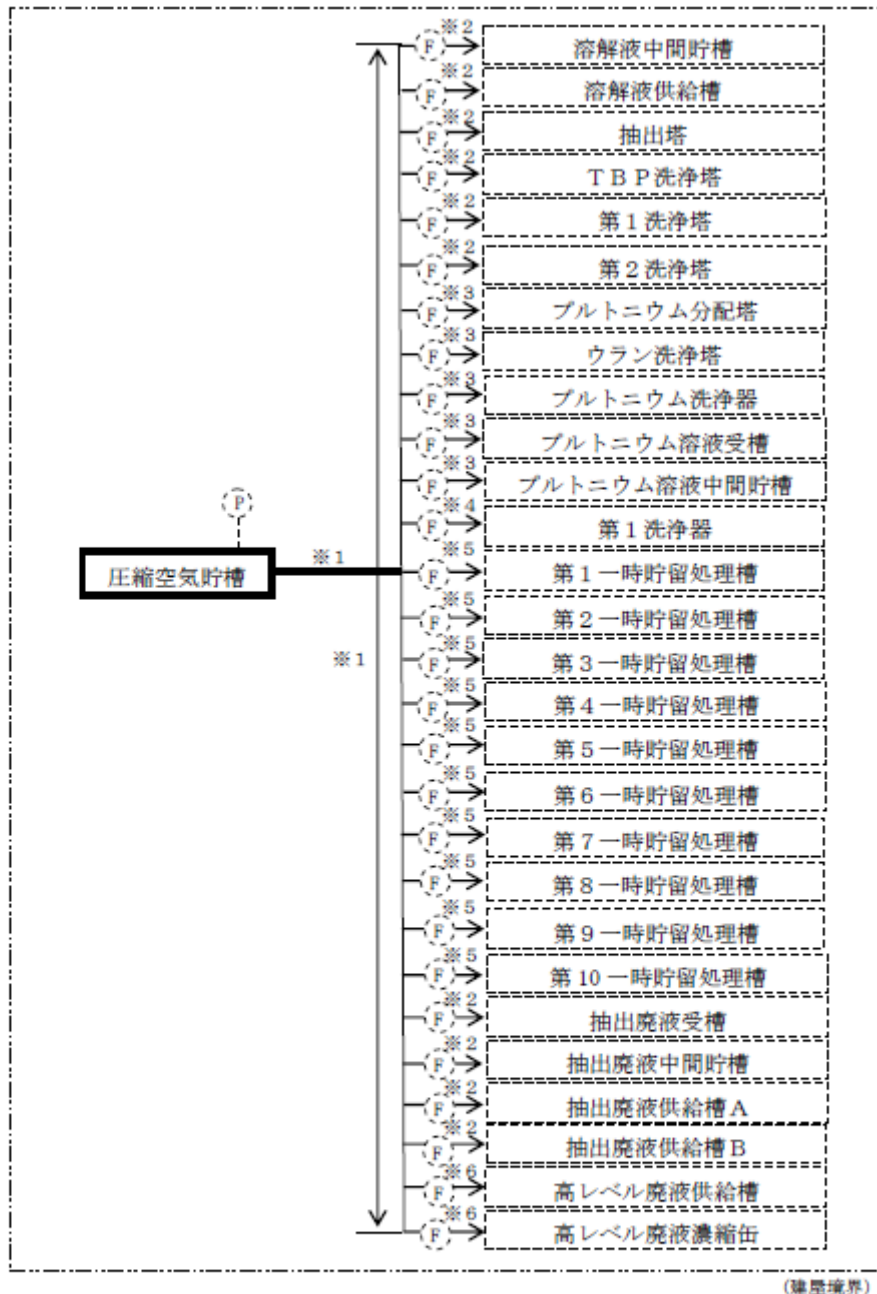 F ※2 溶解液中間貯槽
F ※2 溶解液供給槽
F ※2 抽出塔
F ※2 TBP洗浄塔
F ※2 第1洗浄塔
F ※2 第2洗浄塔
F ※3 プルトニウム分配塔
F ※3 ウラン洗浄塔
F ※3 プルトニウム洗浄器
F ※3 プルトニウム溶液受槽
F ※3 プルトニウム溶液中間貯槽
F ※4 第1洗浄器
P
圧縮空気貯槽
※1
※1
F ※5 第1一時貯留処理槽
F ※5 第2一時貯留処理槽
F ※5 第3一時貯留処理槽
F ※5 第4一時貯留処理槽
F ※5 第5一時貯留処理槽
F ※5 第6一時貯留処理槽
F ※5 第7一時貯留処理槽
F ※5 第8一時貯留処理槽
F ※5 第9一時貯留処理槽
F ※5 第10一時貯留処理槽
F ※2 抽出廃液受槽
F ※2 抽出廃液中間貯槽
F ※2 抽出廃液供給槽A
F ※2 抽出廃液供給槽B
F ※6 高レベル廃液供給槽
F ※6 高レベル廃液濃縮缶
(建屋境界)